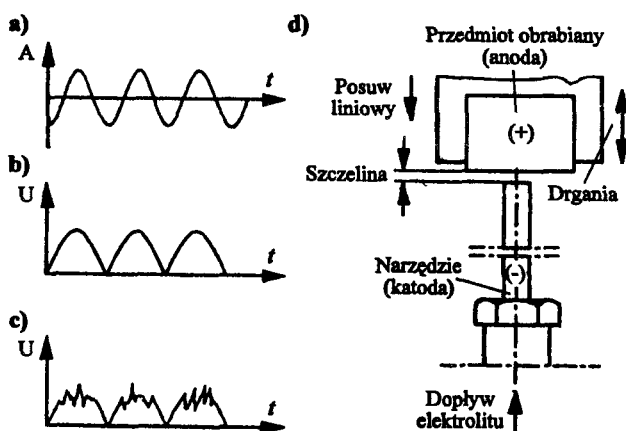 a)
A
t
b)
U
t
c)
U
t
d)
Przedmiot obrabiany
(anoda)
Posuw
liniowy
(+)
Szczelina
Drgania
Narzędzie
(katoda)
(-)
Dopływ
elektrolitu